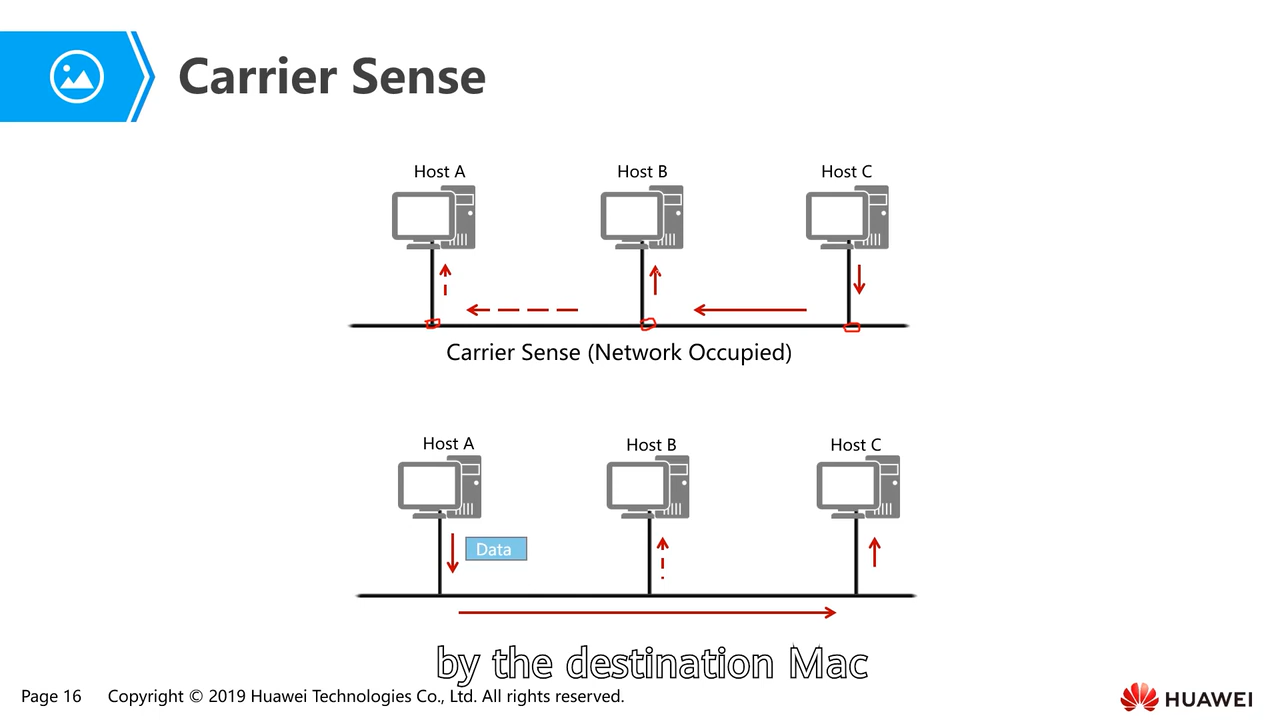 Carrier Sense
Host A Host B Host C
Carrier Sense (Network Occupied)
Host A Host B Host C
Data
by the destination Mac
Page 16 Copyright © 2019 Huawei Technologies Co., Ltd. All rights reserved.
HUAWEI